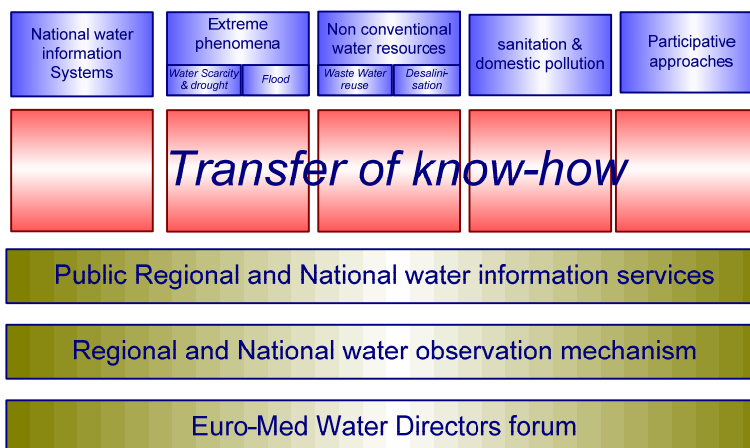 National water
information
Systems
Extreme
phenomena
Water Scarcity
& drought
Flood
Non conventional
water resources
Waste Water
reuse
Desalini-
sation
sanitation &
domestic pollution
Participative
approaches
Transfer of know-how
Public Regional and National water information services
Regional and National water observation mechanism
Euro-Med Water Directors forum